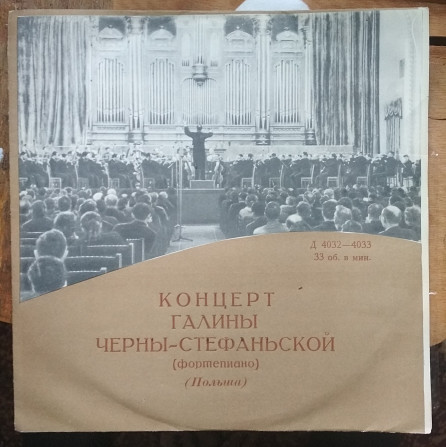 Д 4032—4033
33 об. в мин.
КОНЦЕРТ
ГАЛИНЫ
ЧЕРНЫ-СТЕФАНЬСКОЙ
(фортепиано)
(Польша)